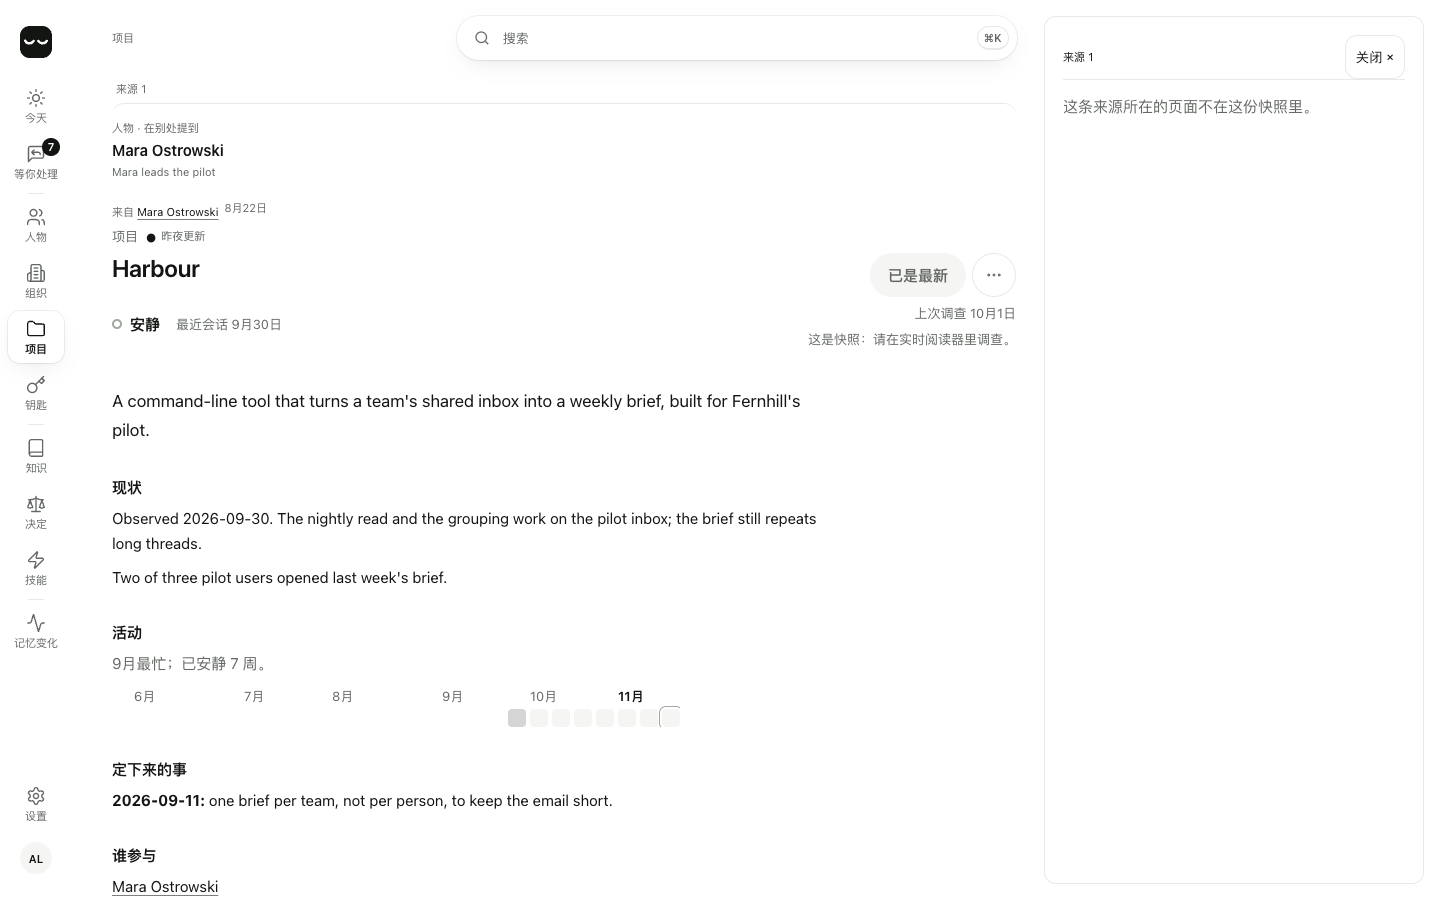 今天
7
等你处理
人物
组织
项目
钥匙
知识
决定
技能
记忆变化
设置
AL
项目
搜索
⌘K
来源 1
人物 · 在别处提到
Mara Ostrowski
Mara leads the pilot
来自 Mara Ostrowski 8月22日
项目 ● 昨夜更新
Harbour
已是最新
···
安静 最近会话 9月30日
上次调查 10月1日
这是快照：请在实时阅读器里调查。
A command-line tool that turns a team's shared inbox into a weekly brief, built for Fernhill's
pilot.
现状
Observed 2026-09-30. The nightly read and the grouping work on the pilot inbox; the brief still repeats
long threads.
Two of three pilot users opened last week's brief.
活动
9月最忙；已安静 7 周。
6月 7月 8月 9月 10月 11月
定下来的事
2026-09-11: one brief per team, not per person, to keep the email short.
谁参与
Mara Ostrowski
来源 1
关闭 ×
这条来源所在的页面不在这份快照里。